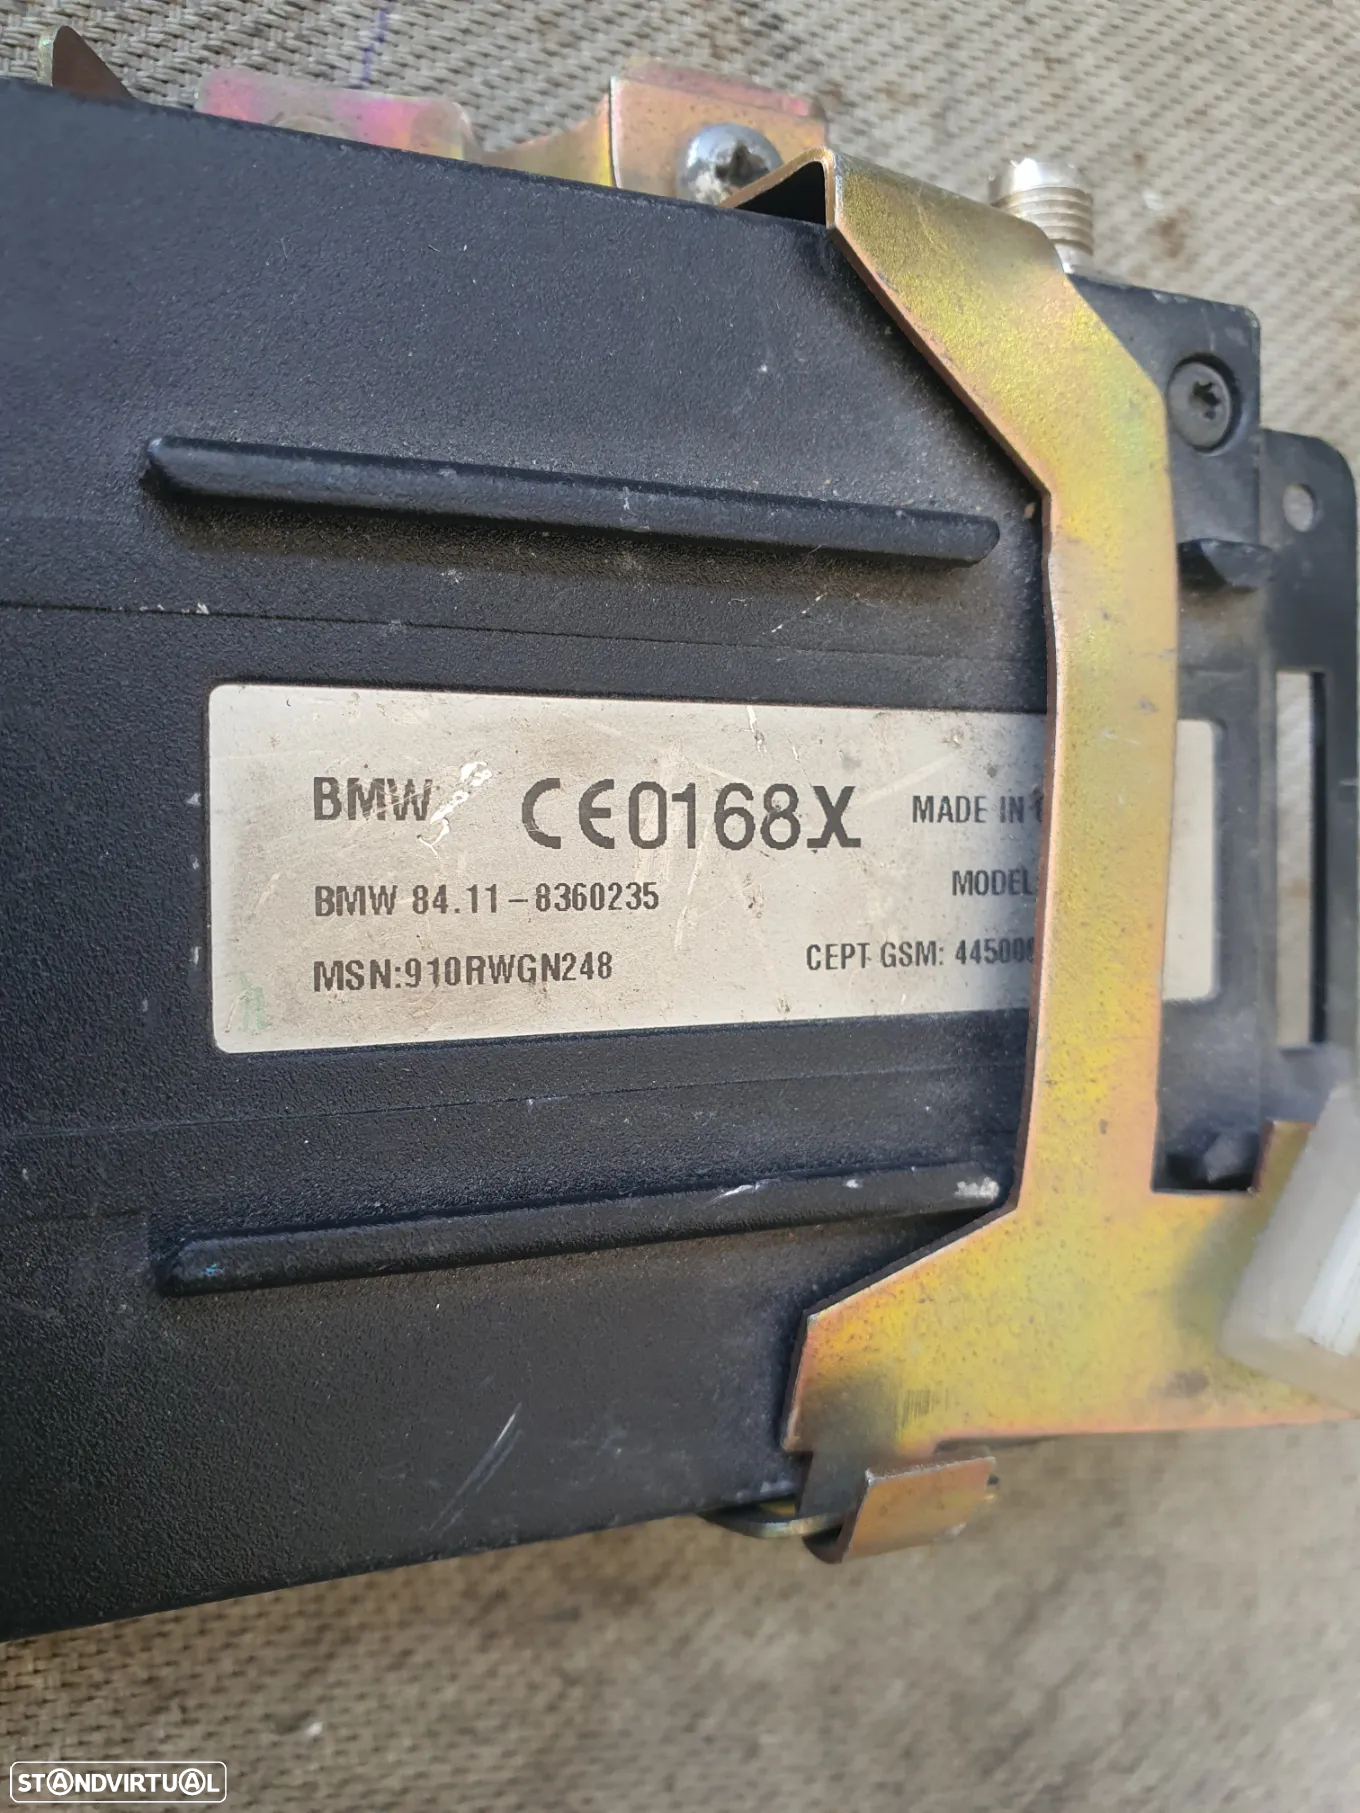 BMW CE0168X MADE IN
BMW 84.11-8360235 MODEL:
MSN:910RWGN248 CEPT GSM: 44500
STANDVIRTUAL